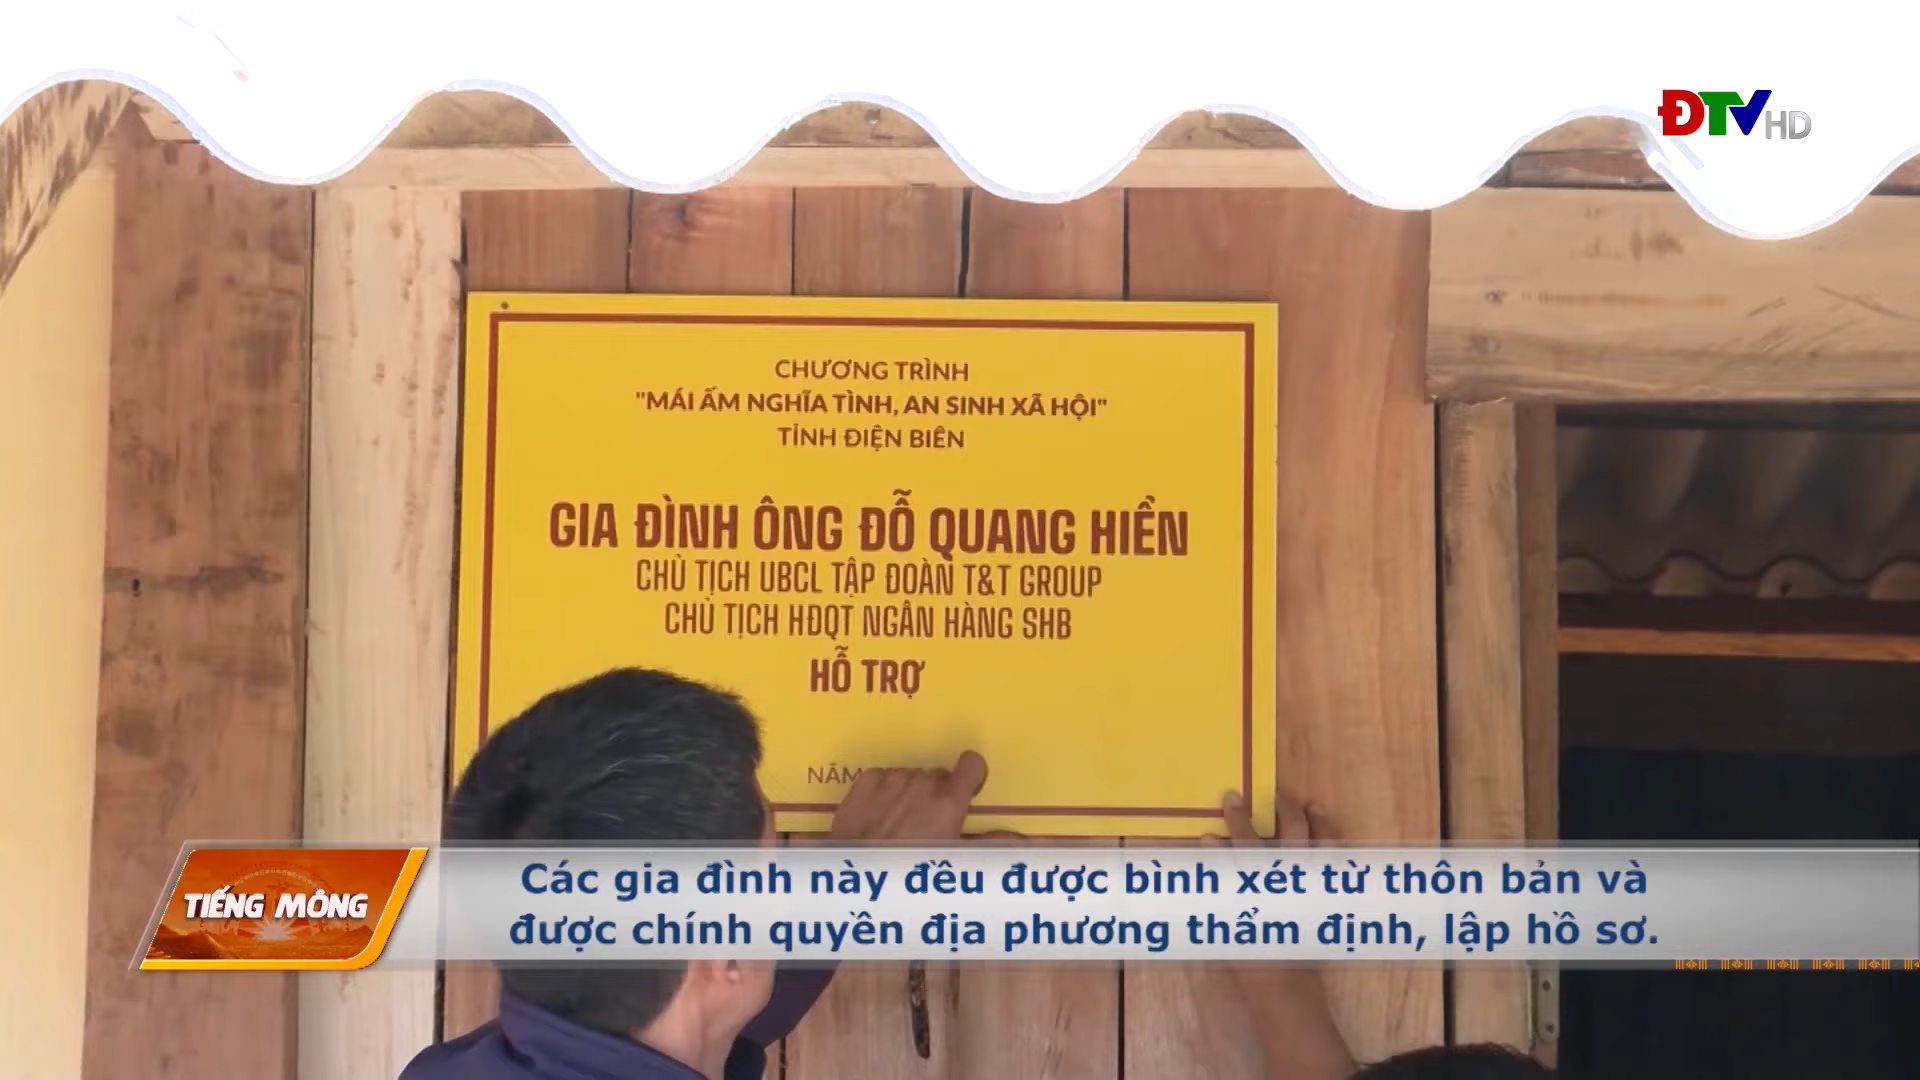 ĐTV HD
CHƯƠNG TRÌNH
"MÁI ẤM NGHĨA TÌNH, AN SINH XÃ HỘI"
TỈNH ĐIỆN BIÊN
GIA ĐÌNH ÔNG ĐỖ QUANG HIỂN
CHỦ TỊCH UBCL TẬP ĐOÀN T&T GROUP
CHỦ TỊCH HĐQT NGÂN HÀNG SHB
HỖ TRỢ
NĂM
TIẾNG MÔNG
Các gia đình này đều được bình xét từ thôn bản và
được chính quyền địa phương thẩm định, lập hồ sơ.